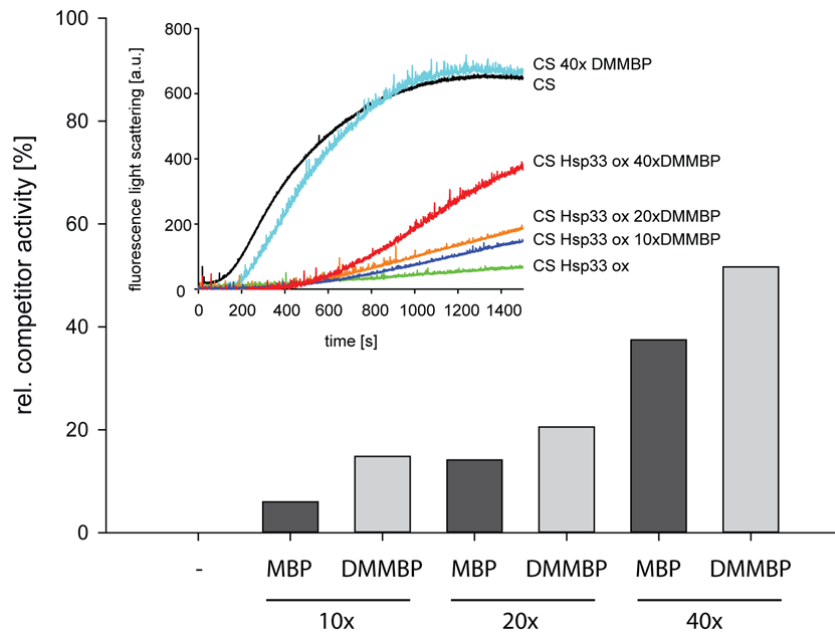 100
80
60
40
20
0
rel. competitor activity [%]
800
600
400
200
0
fluorescence light scattering [a.u.]
0 200 400 600 800 1000 1200 1400
time [s]
CS 40x DMMBP
CS
CS Hsp33 ox 40xDMMBP
CS Hsp33 ox 20xDMMBP
CS Hsp33 ox 10xDMMBP
CS Hsp33 ox
- MBP DMMBP MBP DMMBP MBP DMMBP
10x 20x 40x